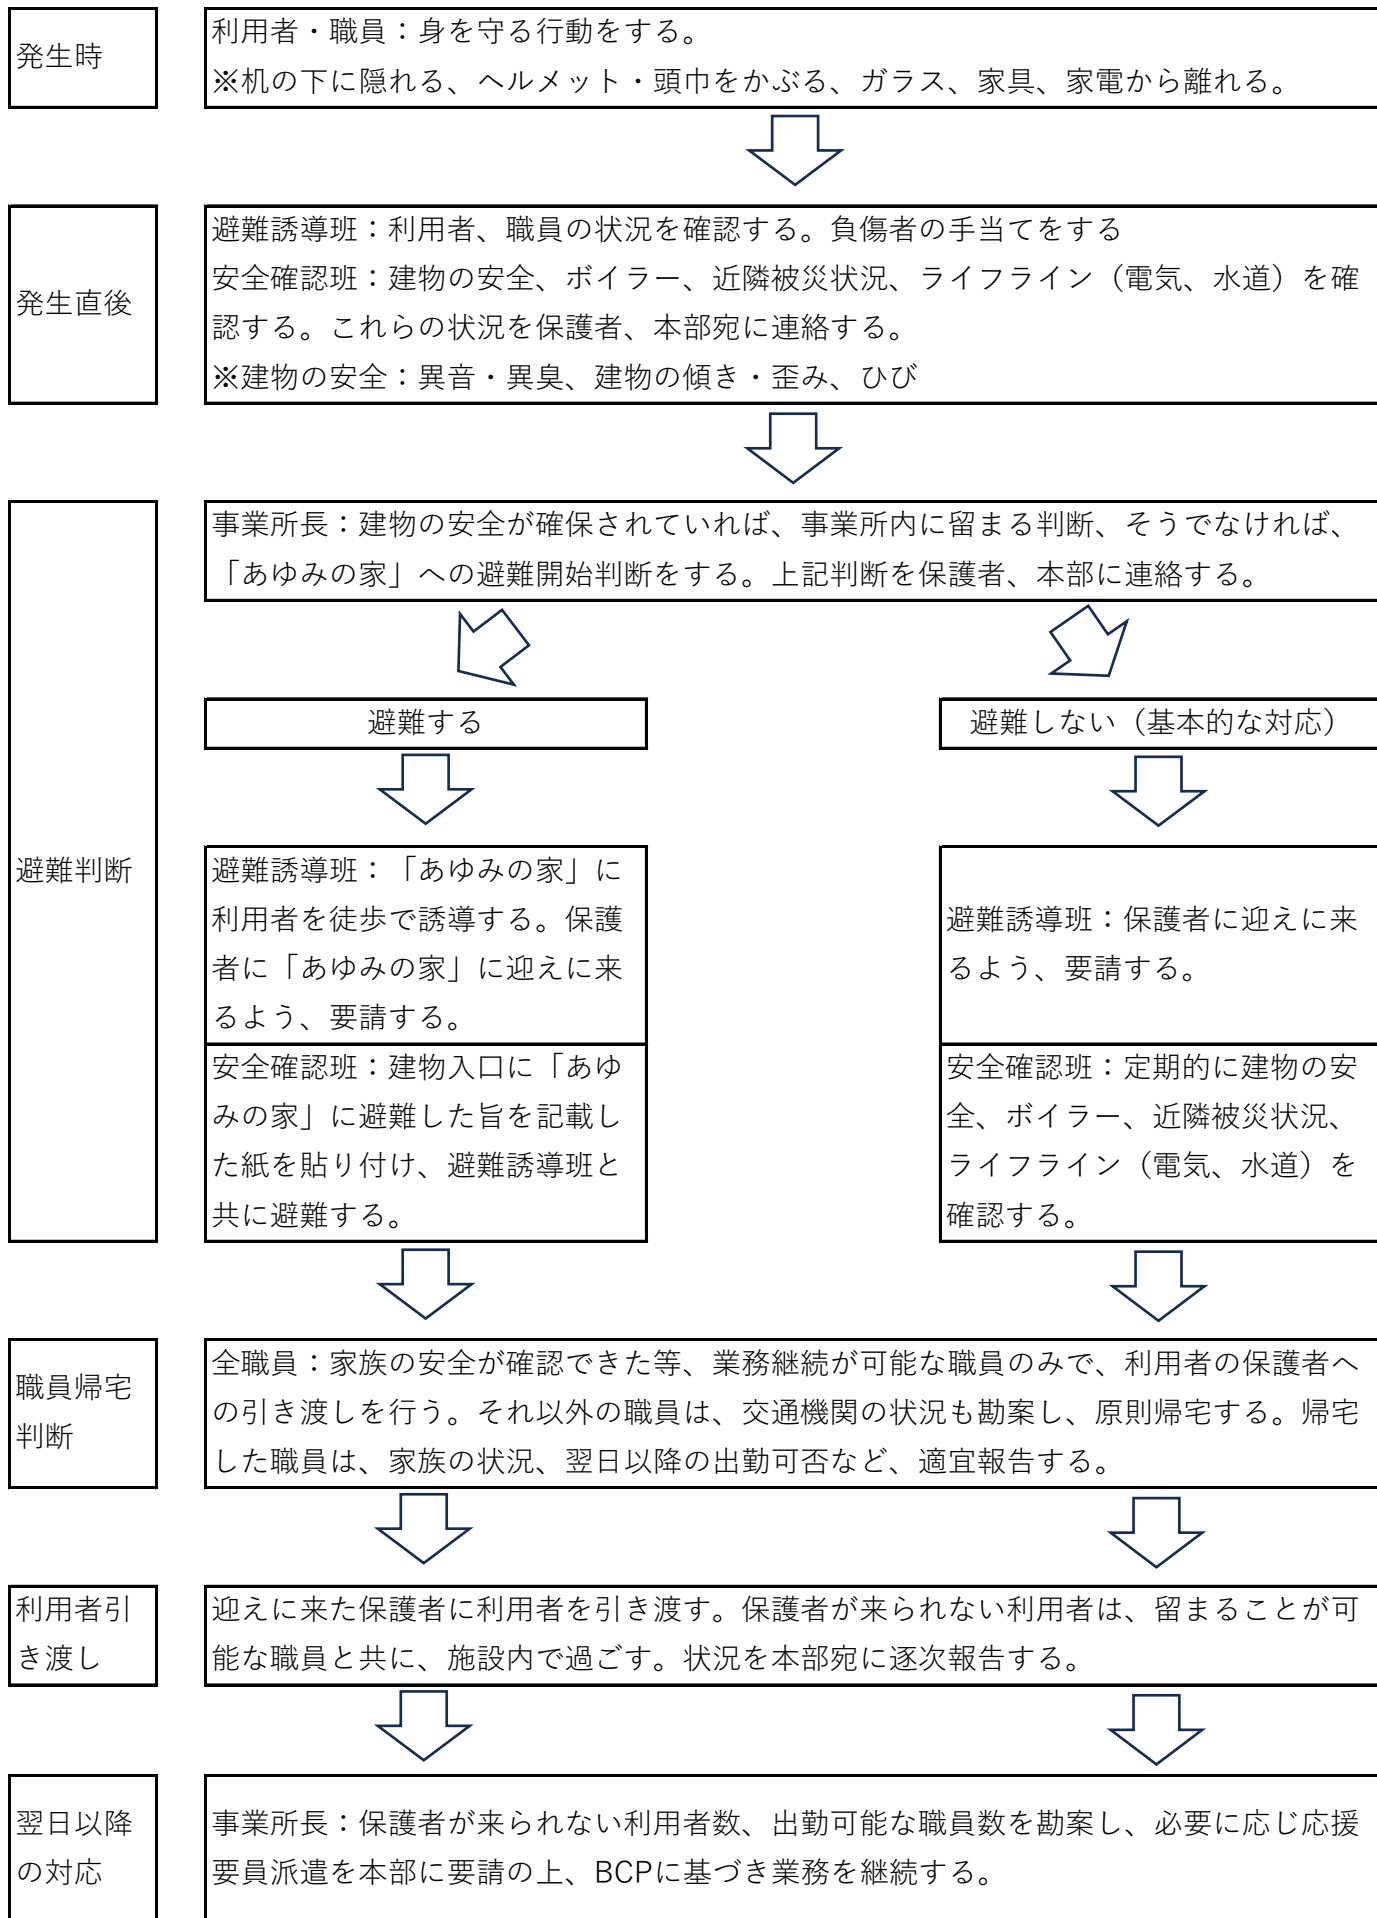 発生時
利用者・職員：身を守る行動をする。
※机の下に隠れる、ヘルメット・頭巾をかぶる、ガラス、家具、家電から離れる。
発生直後
避難誘導班：利用者、職員の状況を確認する。負傷者の手当てをする
安全確認班：建物の安全、ボイラー、近隣被災状況、ライフライン（電気、水道）を確
認する。これらの状況を保護者、本部宛に連絡する。
※建物の安全：異音・異臭、建物の傾き・歪み、ひび
避難判断
事業所長：建物の安全が確保されていれば、事業所内に留まる判断、そうでなければ、
「あゆみの家」への避難開始判断をする。上記判断を保護者、本部に連絡する。
避難する
避難誘導班：「あゆみの家」に
利用者を徒歩で誘導する。保護
者に「あゆみの家」に迎えに来
るよう、要請する。
安全確認班：建物入口に「あゆ
みの家」に避難した旨を記載し
た紙を貼り付け、避難誘導班と
共に避難する。
避難しない（基本的な対応）
避難誘導班：保護者に迎えに来
るよう、要請する。
安全確認班：定期的に建物の安
全、ボイラー、近隣被災状況、
ライフライン（電気、水道）を
確認する。
職員帰宅
判断
全職員：家族の安全が確認できた等、業務継続が可能な職員のみで、利用者の保護者へ
の引き渡しを行う。それ以外の職員は、交通機関の状況も勘案し、原則帰宅する。帰宅
した職員は、家族の状況、翌日以降の出勤可否など、適宜報告する。
利用者引
き渡し
迎えに来た保護者に利用者を引き渡す。保護者が来られない利用者は、留まることが可
能な職員と共に、施設内で過ごす。状況を本部宛に逐次報告する。
翌日以降
の対応
事業所長：保護者が来られない利用者数、出勤可能な職員数を勘案し、必要に応じ応援
要員派遣を本部に要請の上、BCPに基づき業務を継続する。